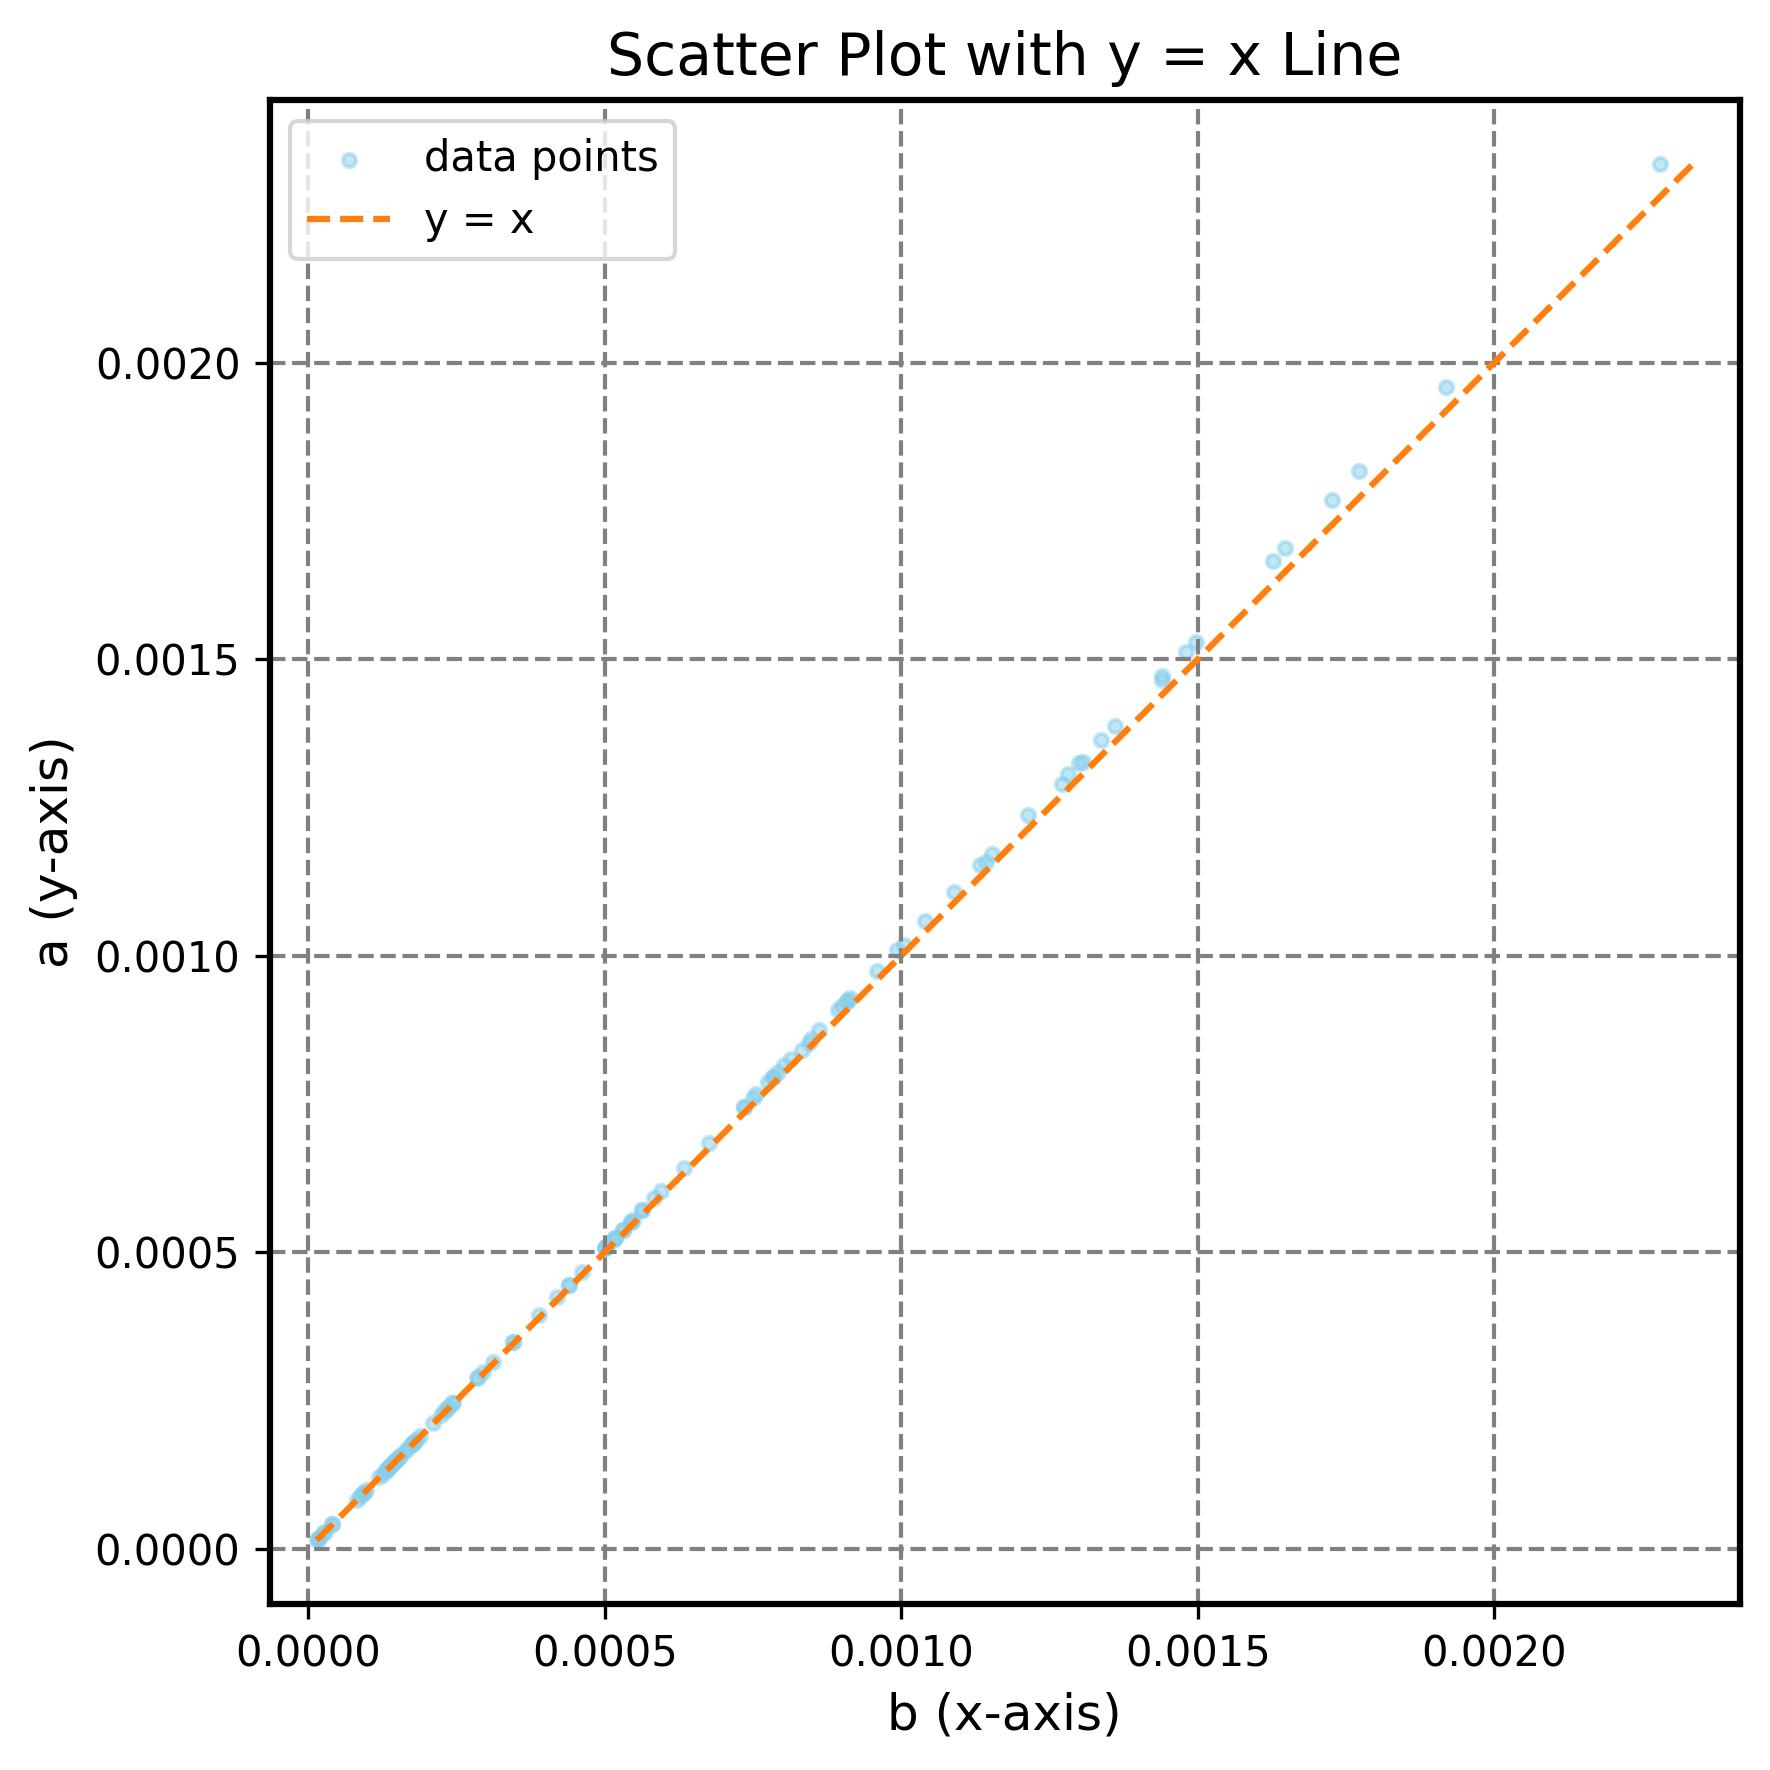 Scatter Plot with y = x Line
data points
y = x
0.0020
0.0015
0.0010
0.0005
0.0000
a (y-axis)
0.0000 0.0005 0.0010 0.0015 0.0020
b (x-axis)